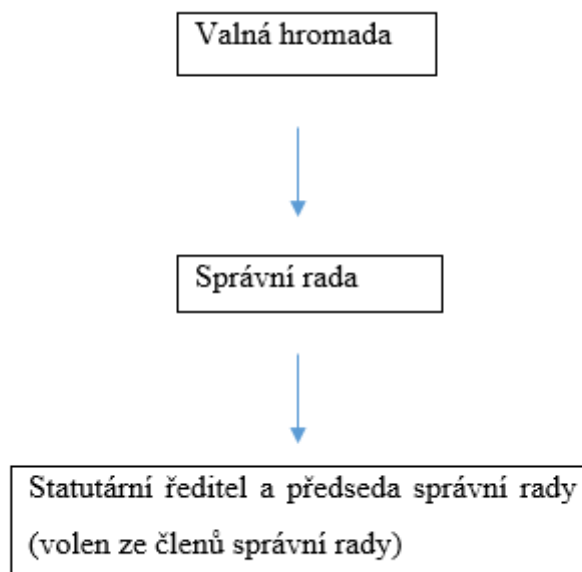 Valná hromada
Správní rada
Statutární ředitel a předseda správní rady
(volen ze členů správní rady)